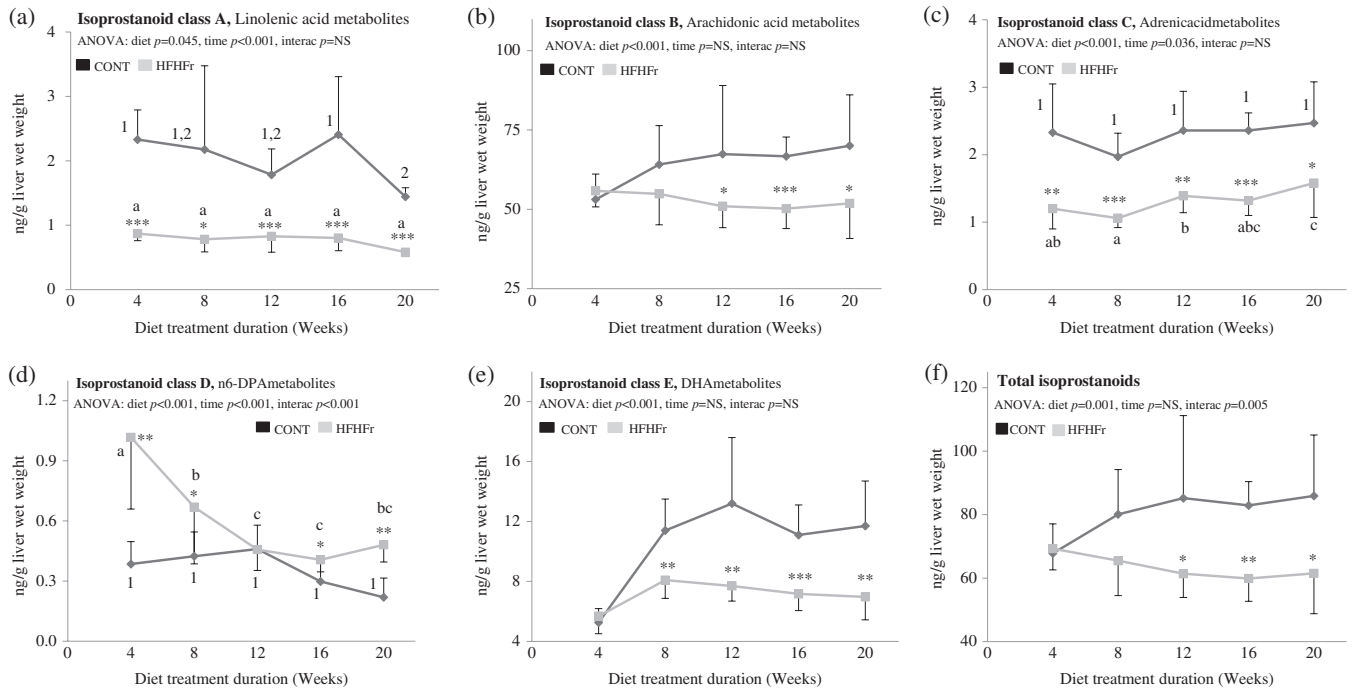 (a)
Isoprostanoid class A, Linolenic acid metabolites
ANOVA: diet p=0.045, time p<0.001, interac p=NS
CONT HFHFr
ng/g liver wet weight
4
3
2
1
0
1 1,2 1,2 1 2
a a a a a
*** * *** *** ***
0 4 8 12 16 20
Diet treatment duration (Weeks)
(b)
Isoprostanoid class B, Arachidonic acid metabolites
ANOVA: diet p<0.001, time p=NS, interac p=NS
CONT HFHFr
ng/g liver wet weight
100
75
50
25
* *** *
0 4 8 12 16 20
Diet treatment duration (Weeks)
(c)
Isoprostanoid class C, Adrenicacidmetabolites
ANOVA: diet p<0.001, time p=0.036, interac p=NS
CONT HFHFr
ng/g liver wet weight
4
3
2
1
0
1 1 1 1 1
** *** ** *** *
ab a b abc c
0 4 8 12 16 20
Diet treatment duration (Weeks)
(d)
Isoprostanoid class D, n6-DPAmetabolites
ANOVA: diet p<0.001, time p<0.001, interac p<0.001
CONT HFHFr
ng/g liver wet weight
1.2
0.9
0.6
0.3
0.0
a b c c bc
** * * **
1 1 1 1 1
0 4 8 12 16 20
Diet treatment duration (Weeks)
(e)
Isoprostanoid class E, DHAmetabolites
ANOVA: diet p<0.001, time p=NS, interac p=NS
CONT HFHFr
ng/g liver wet weight
20
16
12
8
4
** ** *** **
0 4 8 12 16 20
Diet treatment duration (Weeks)
(f)
Total isoprostanoids
ANOVA: diet p=0.001, time p=NS, interac p=0.005
CONT HFHFr
ng/g liver wet weight
120
100
80
60
40
* ** *
0 4 8 12 16 20
Diet treatment duration (Weeks)